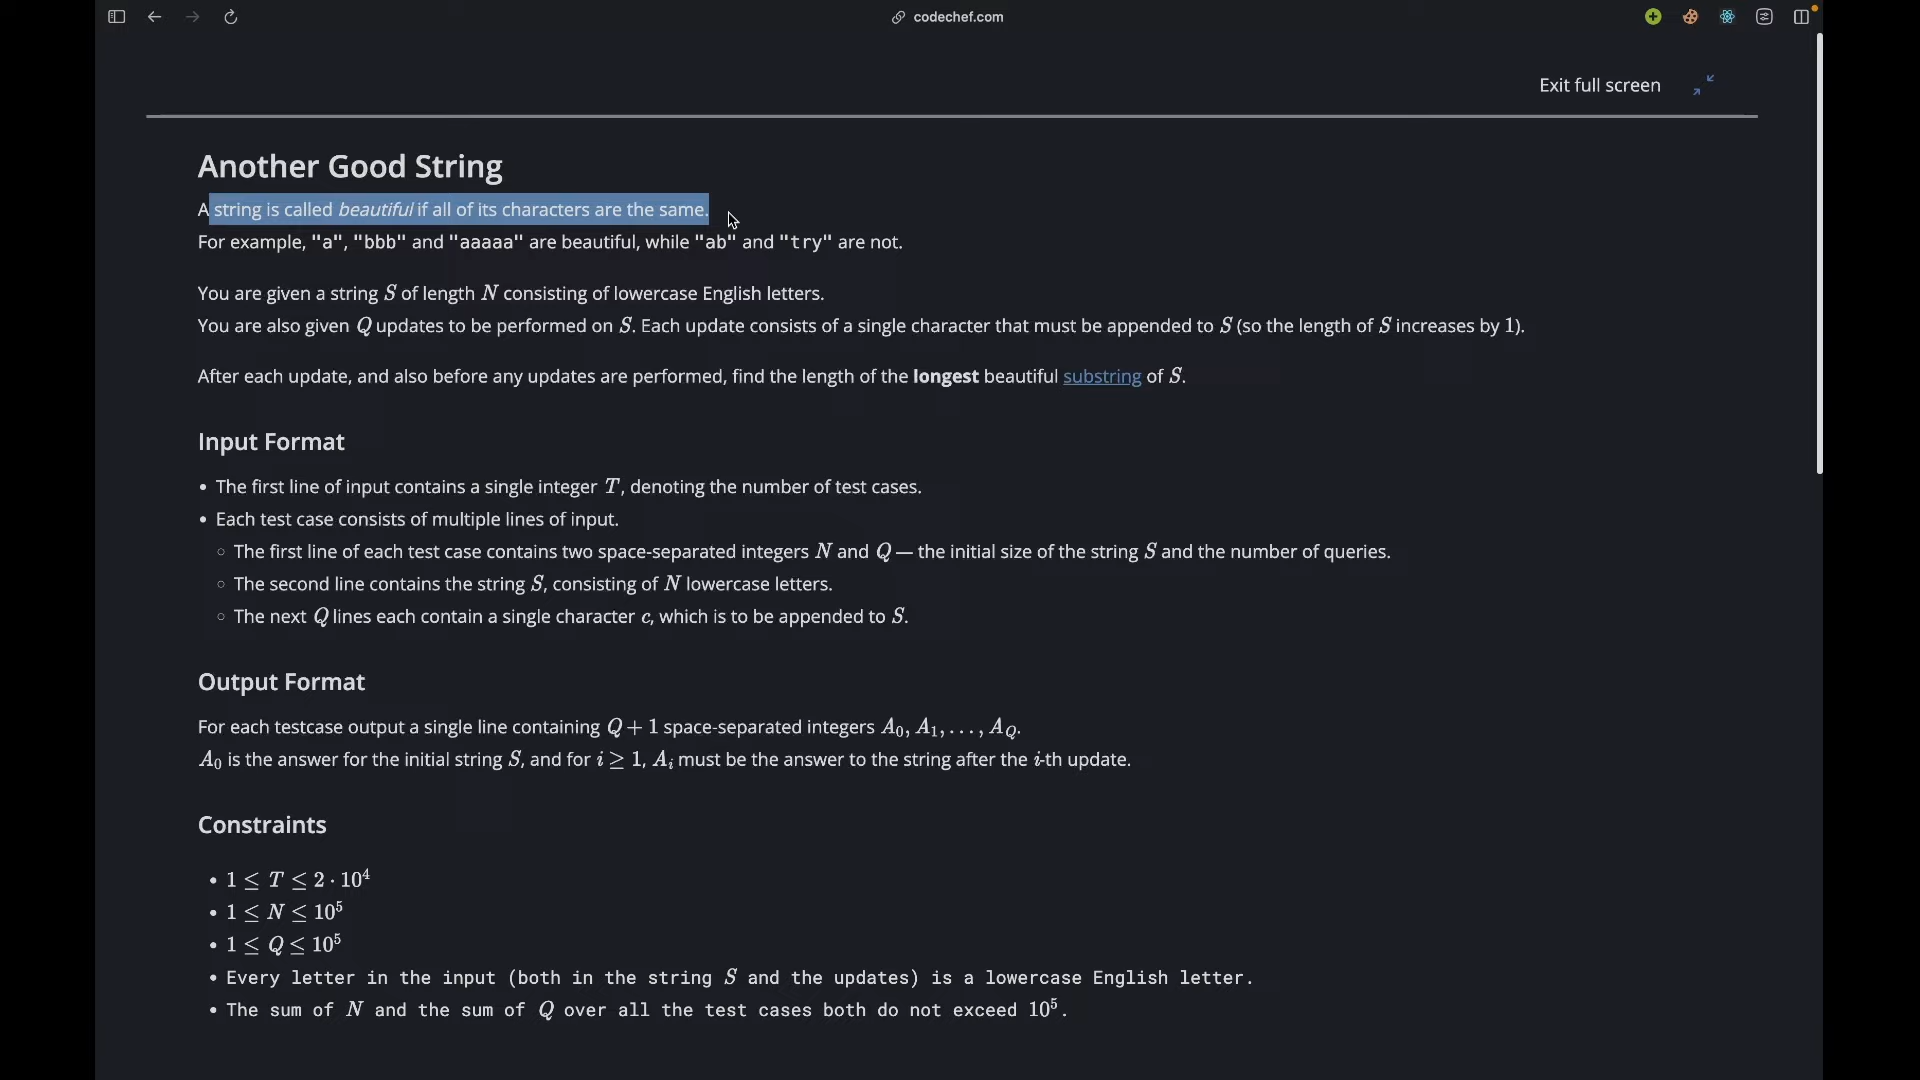 codechef.com
Exit full screen
Another Good String
A string is called beautiful if all of its characters are the same.
For example, "a", "bbb" and "aaaaa" are beautiful, while "ab" and "try" are not.
You are given a string S of length N consisting of lowercase English letters.
You are also given Q updates to be performed on S. Each update consists of a single character that must be appended to S (so the length of S increases by 1).
After each update, and also before any updates are performed, find the length of the longest beautiful substring of S.
Input Format
• The first line of input contains a single integer T, denoting the number of test cases.
• Each test case consists of multiple lines of input.
◦ The first line of each test case contains two space-separated integers N and Q — the initial size of the string S and the number of queries.
◦ The second line contains the string S, consisting of N lowercase letters.
◦ The next Q lines each contain a single character c, which is to be appended to S.
Output Format
For each testcase output a single line containing Q + 1 space-separated integers A₀, A₁, . . . , A_Q.
A₀ is the answer for the initial string S, and for i ≥ 1, Aᵢ must be the answer to the string after the i-th update.
Constraints
• 1 ≤ T ≤ 2 · 10⁴
• 1 ≤ N ≤ 10⁵
• 1 ≤ Q ≤ 10⁵
• Every letter in the input (both in the string S and the updates) is a lowercase English letter.
• The sum of N and the sum of Q over all the test cases both do not exceed 10⁵.